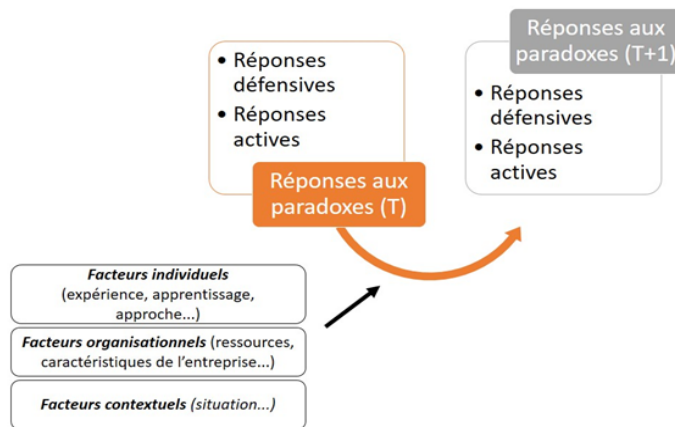 • Réponses
défensives
• Réponses
actives
Réponses aux
paradoxes (T)
Réponses aux
paradoxes (T+1)
• Réponses
défensives
• Réponses
actives
Facteurs individuels
(expérience, apprentissage,
approche...)
Facteurs organisationnels (ressources,
caractéristiques de l'entreprise...)
Facteurs contextuels (situation...)